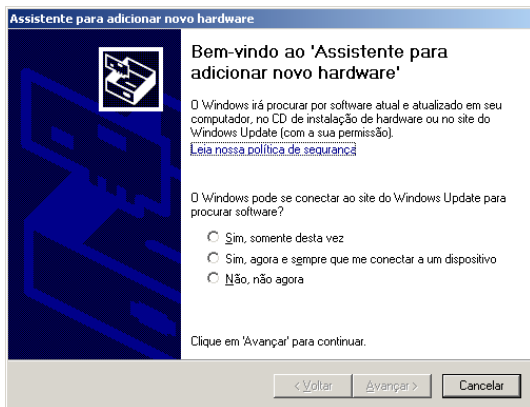 Assistente para adicionar novo hardware
Bem-vindo ao 'Assistente para
adicionar novo hardware'
O Windows irá procurar por software atual e atualizado em seu
computador, no CD de instalação de hardware ou no site do
Windows Update (com a sua permissão).
Leia nossa política de segurança
O Windows pode se conectar ao site do Windows Update para
procurar software?
Sim, somente desta vez
Sim, agora e sempre que me conectar a um dispositivo
Não, não agora
Clique em 'Avançar' para continuar.
< Voltar
Avançar >
Cancelar